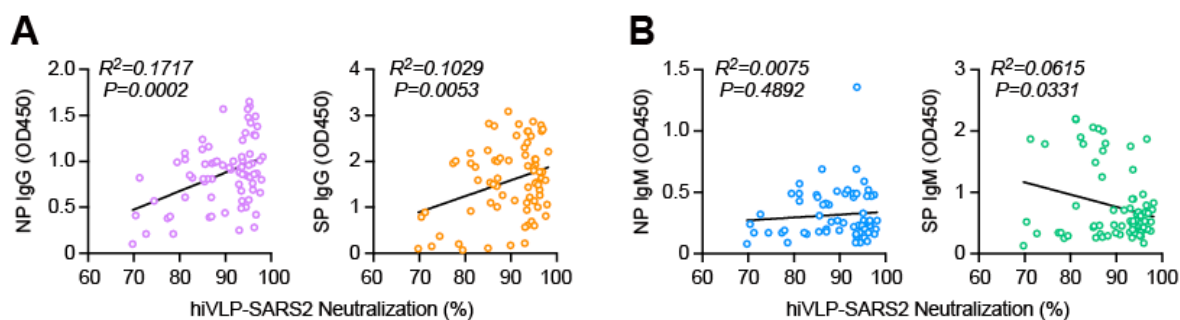 A
B
R²=0.1717
P=0.0002
2.0
1.5
1.0
0.5
0
NP IgG (OD450)
60 70 80 90 100
R²=0.1029
P=0.0053
4
3
2
1
0
SP IgG (OD450)
60 70 80 90 100
hiVLP-SARS2 Neutralization (%)
R²=0.0075
P=0.4892
1.5
1.0
0.5
0
NP IgM (OD450)
60 70 80 90 100
R²=0.0615
P=0.0331
3
2
1
0
SP IgM (OD450)
60 70 80 90 100
hiVLP-SARS2 Neutralization (%)